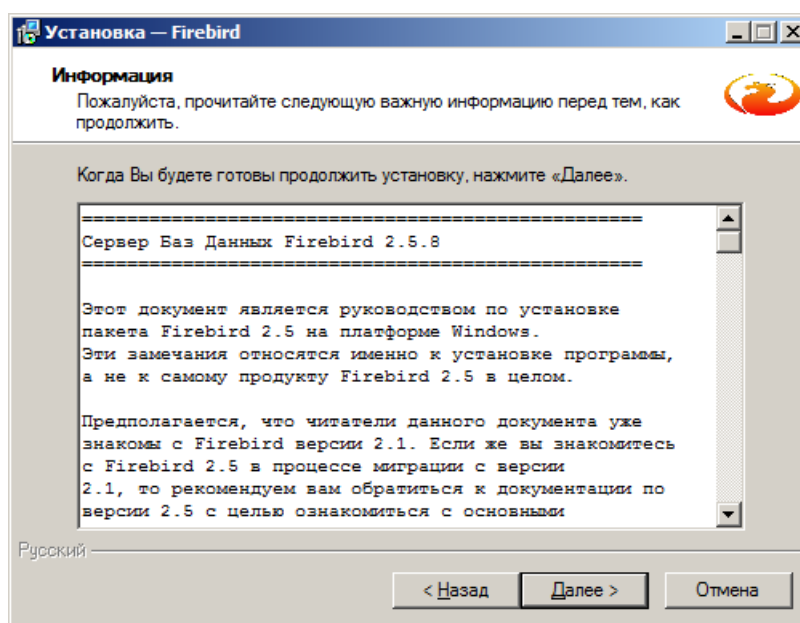 Установка — Firebird
Информация
Пожалуйста, прочитайте следующую важную информацию перед тем, как
продолжить.
Когда Вы будете готовы продолжить установку, нажмите «Далее».
==================================================
Сервер Баз Данных Firebird 2.5.8
==================================================
Этот документ является руководством по установке
пакета Firebird 2.5 на платформе Windows.
Эти замечания относятся именно к установке программы,
а не к самому продукту Firebird 2.5 в целом.
Предполагается, что читатели данного документа уже
знакомы с Firebird версии 2.1. Если же вы знакомитесь
с Firebird 2.5 в процессе миграции с версии
2.1, то рекомендуем вам обратиться к документации по
версии 2.5 с целью ознакомиться с основными
Русский
< Назад
Далее >
Отмена